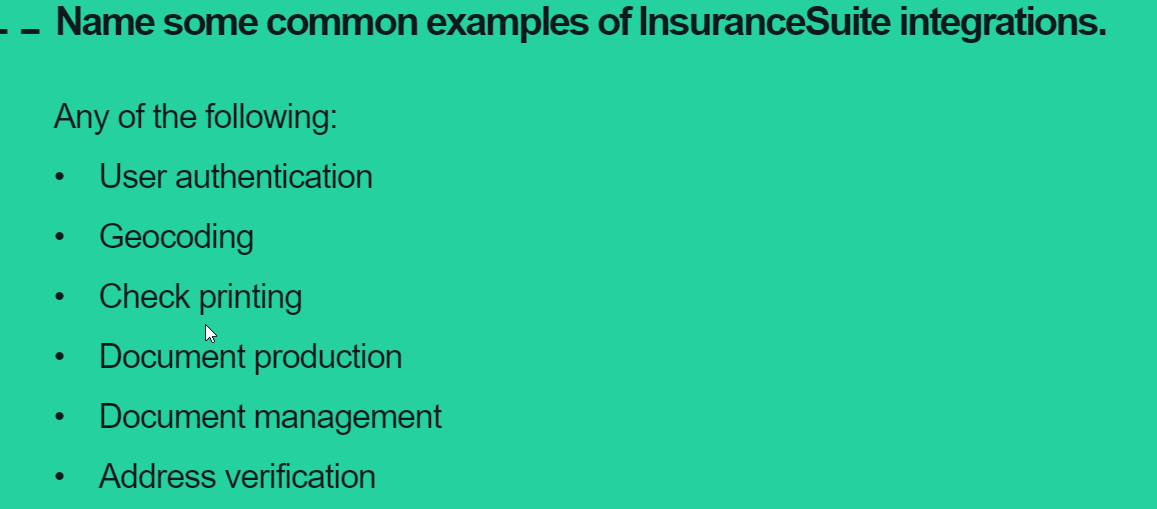 Name some common examples of InsuranceSuite integrations.
Any of the following:
• User authentication
• Geocoding
• Check printing
• Document production
• Document management
• Address verification